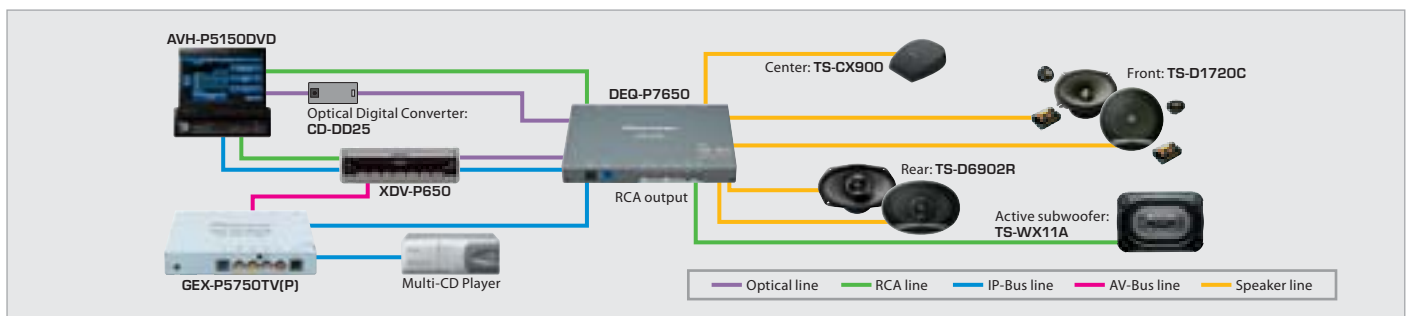 AVH-P5150DVD
Optical Digital Converter:
CD-DD25
XDV-P650
GEX-P5750TV(P)
Multi-CD Player
DEQ-P7650
RCA output
Center: TS-CX900
Front: TS-D1720C
Rear: TS-D6902R
Active subwoofer:
TS-WX11A
Optical line
RCA line
IP-Bus line
AV-Bus line
Speaker line